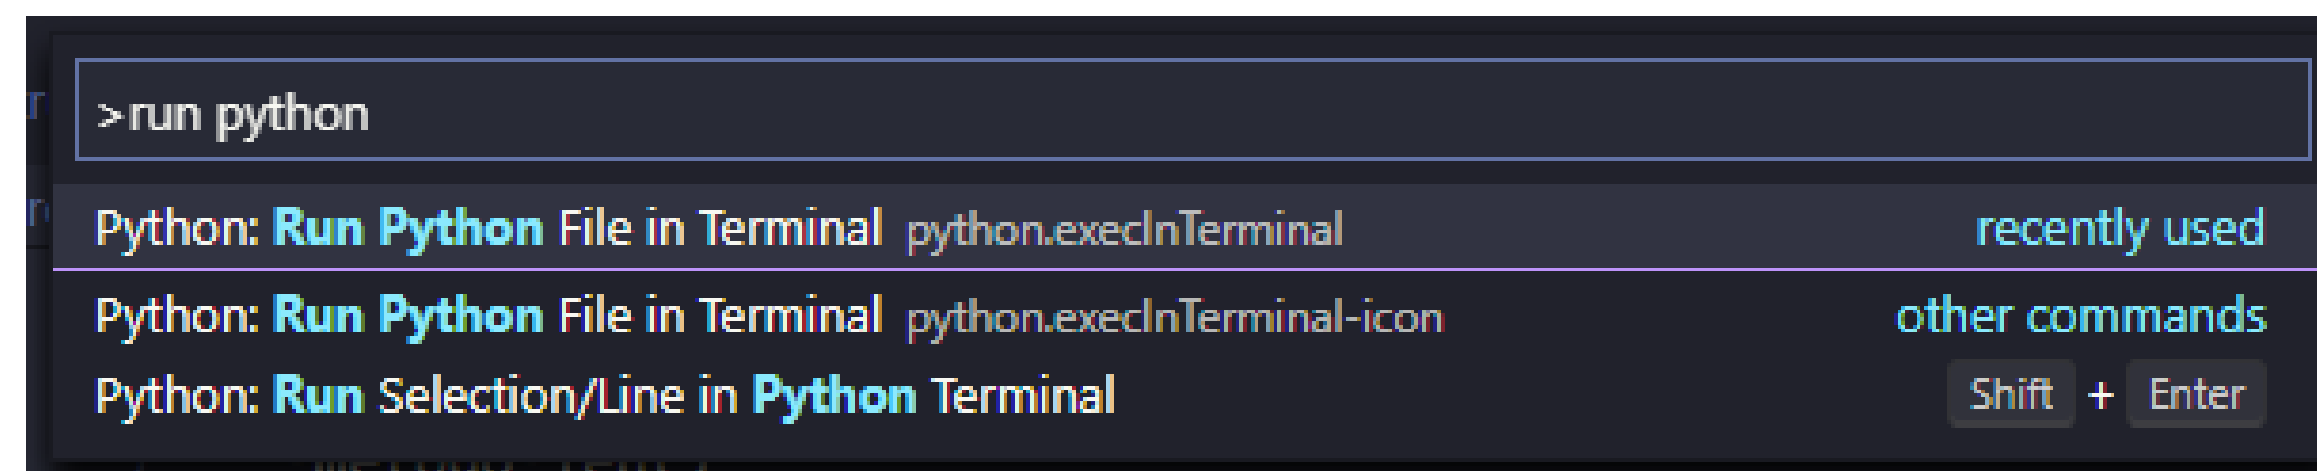 >run python
Python: Run Python File in Terminal python.execInTerminal recently used
Python: Run Python File in Terminal python.execInTerminal-icon other commands
Python: Run Selection/Line in Python Terminal Shift + Enter